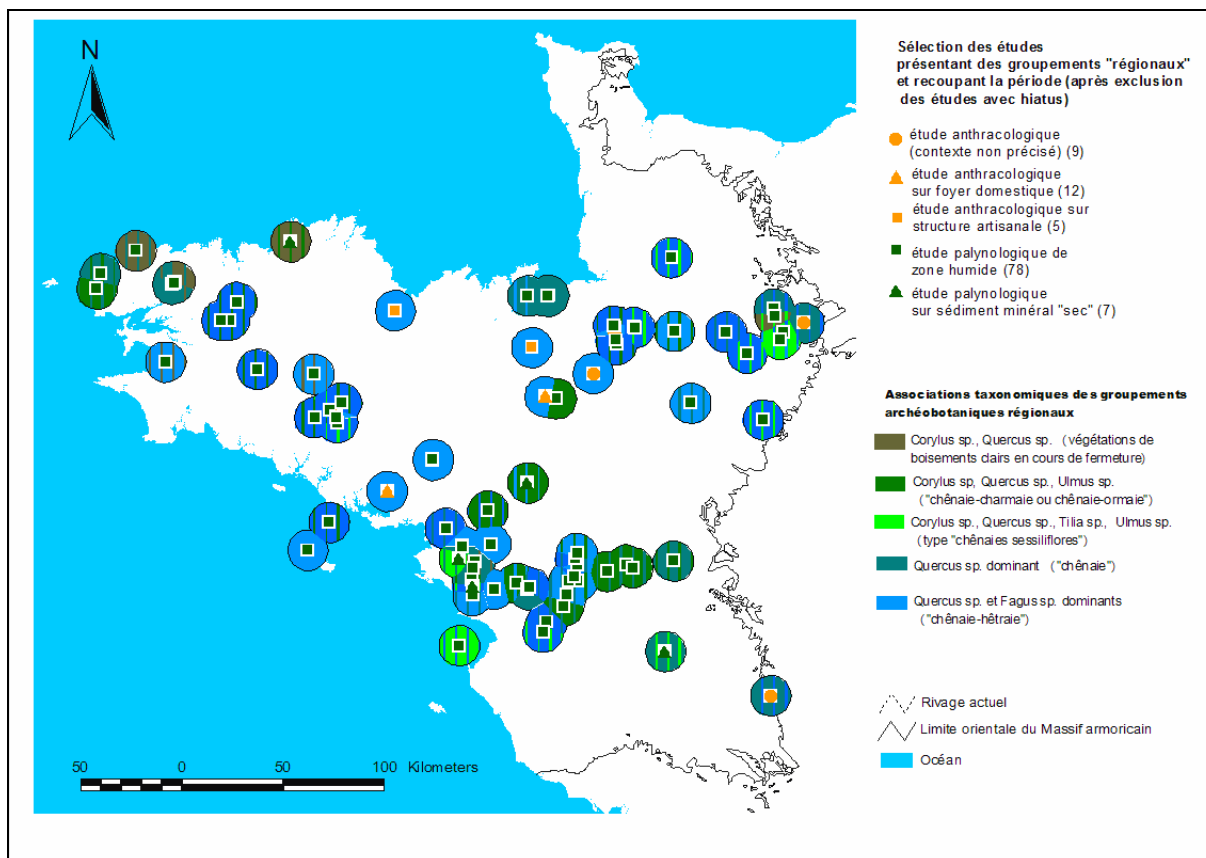 N
Sélection des études
présentant des groupements "régionaux"
et recoupant la période (après exclusion
des études avec hiatus)
étude anthracologique
(contexte non précisé) (9)
étude anthracologique
sur foyer domestique (12)
étude anthracologique sur
structure artisanale (5)
étude palynologique de
zone humide (78)
étude palynologique
sur sédiment minéral "sec" (7)
Associations taxonomiques des groupements
archéobotaniques régionaux
Corylus sp., Quercus sp. (végétations de
boisements clairs en cours de fermeture)
Corylus sp, Quercus sp., Ulmus sp.
("chênaie-charmaie ou chênaie-ormaie")
Corylus sp., Quercus sp., Tilia sp., Ulmus sp.
(type "chênaies sessiliflores")
Quercus sp. dominant ("chênaie")
Quercus sp. et Fagus sp. dominants
("chênaie-hêtraie")
Rivage actuel
Limite orientale du Massif armoricain
Océan
50 0 50 100 Kilometers